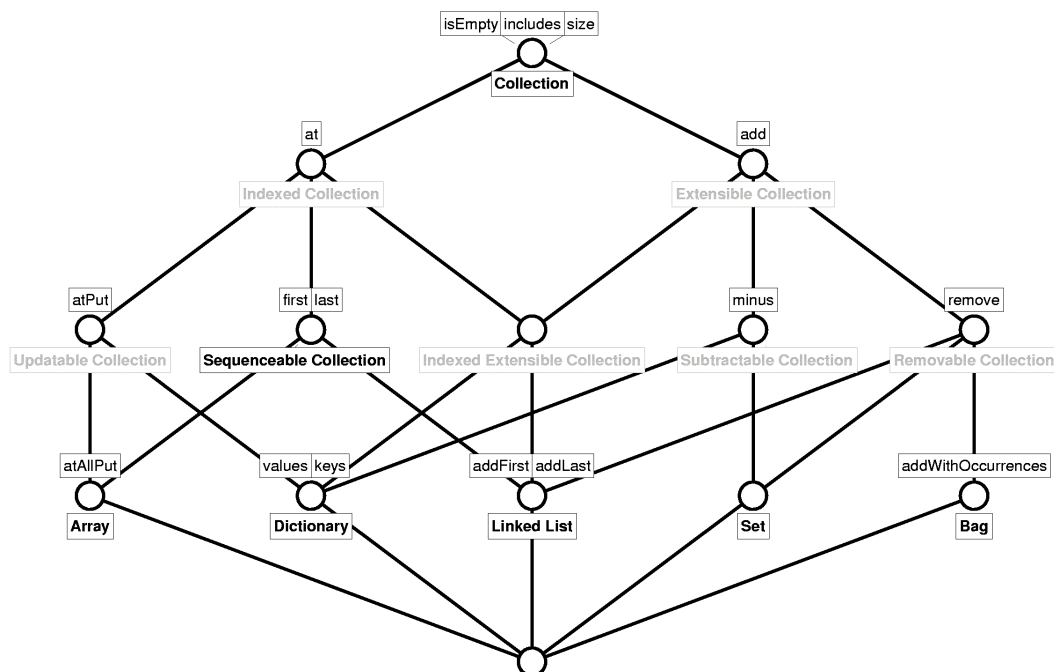 isEmpty includes size
Collection
at
add
Indexed Collection
Extensible Collection
atPut
first last
minus
remove
Updatable Collection
Sequenceable Collection
Indexed Extensible Collection
Subtractable Collection
Removable Collection
atAllPut
values keys
addFirst addLast
addWithOccurrences
Array
Dictionary
Linked List
Set
Bag